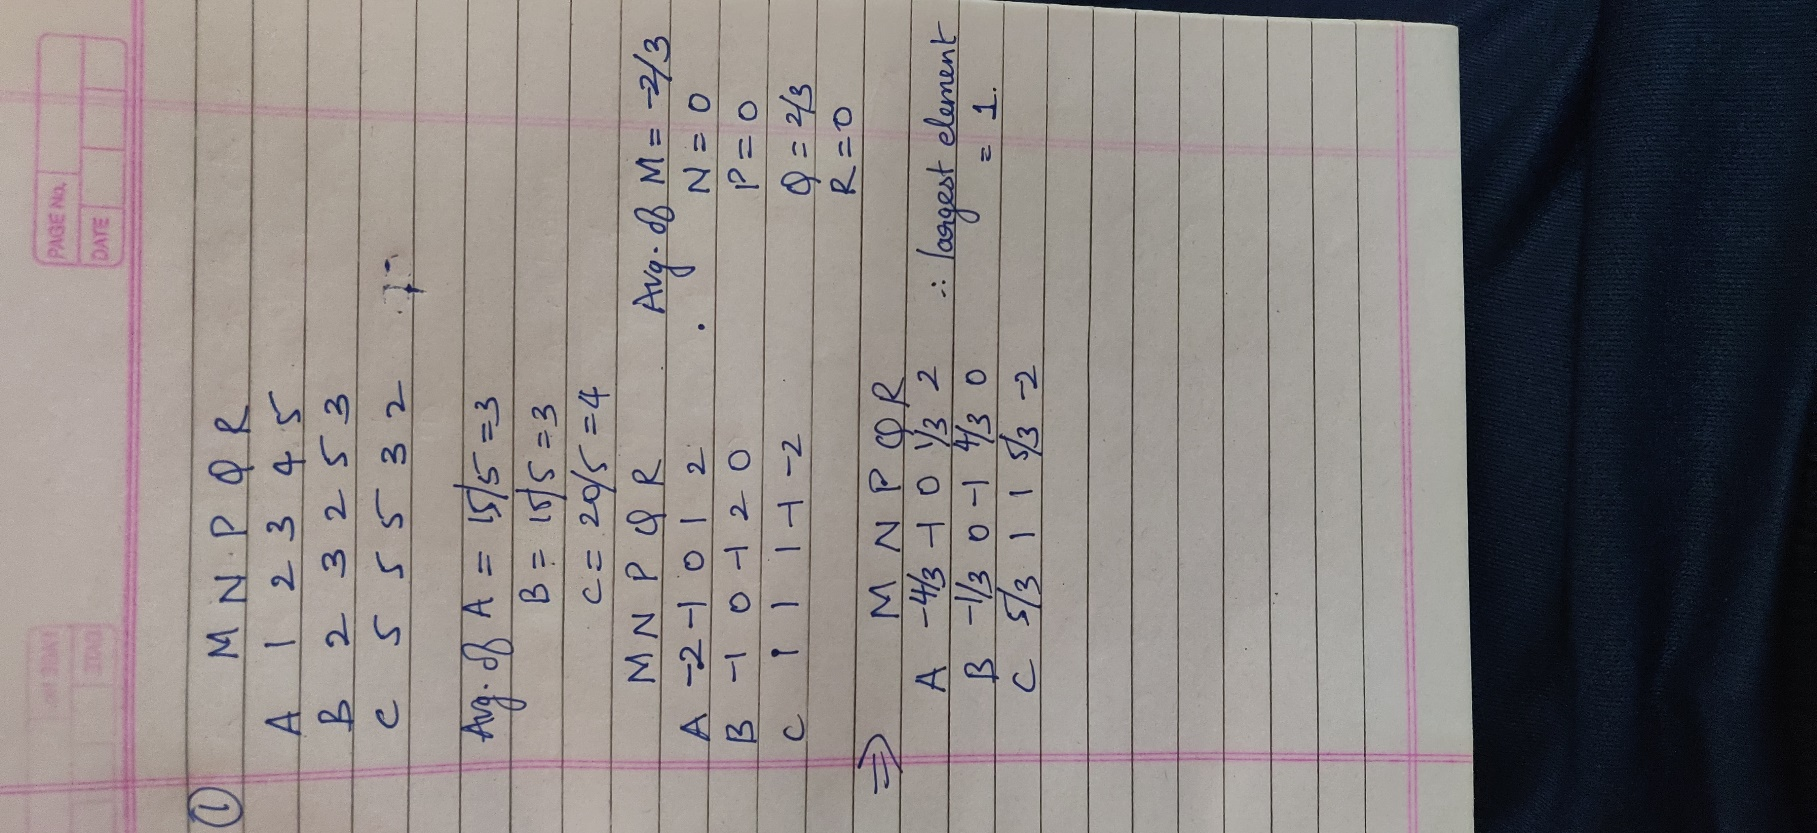 PAGE No.
DATE
①
M N P Q R
A 1 2 3 4 5
B 2 3 2 5 3
C 5 5 5 3 2
Avg. of A = 15/5 = 3
B = 15/5 = 3
C = 20/5 = 4
M N P Q R
A -2 -1 0 1 2
B -1 0 -1 2 0
C 1 1 1 -1 -2
Avg. of M = -2/3
N = 0
P = 0
Q = 2/3
R = 0
⇒ M N P Q R
A -4/3 -1 0 1/3 2
B -1/3 0 -1 4/3 0
C 5/3 1 1 5/3 -2
∴ largest element
= 1.